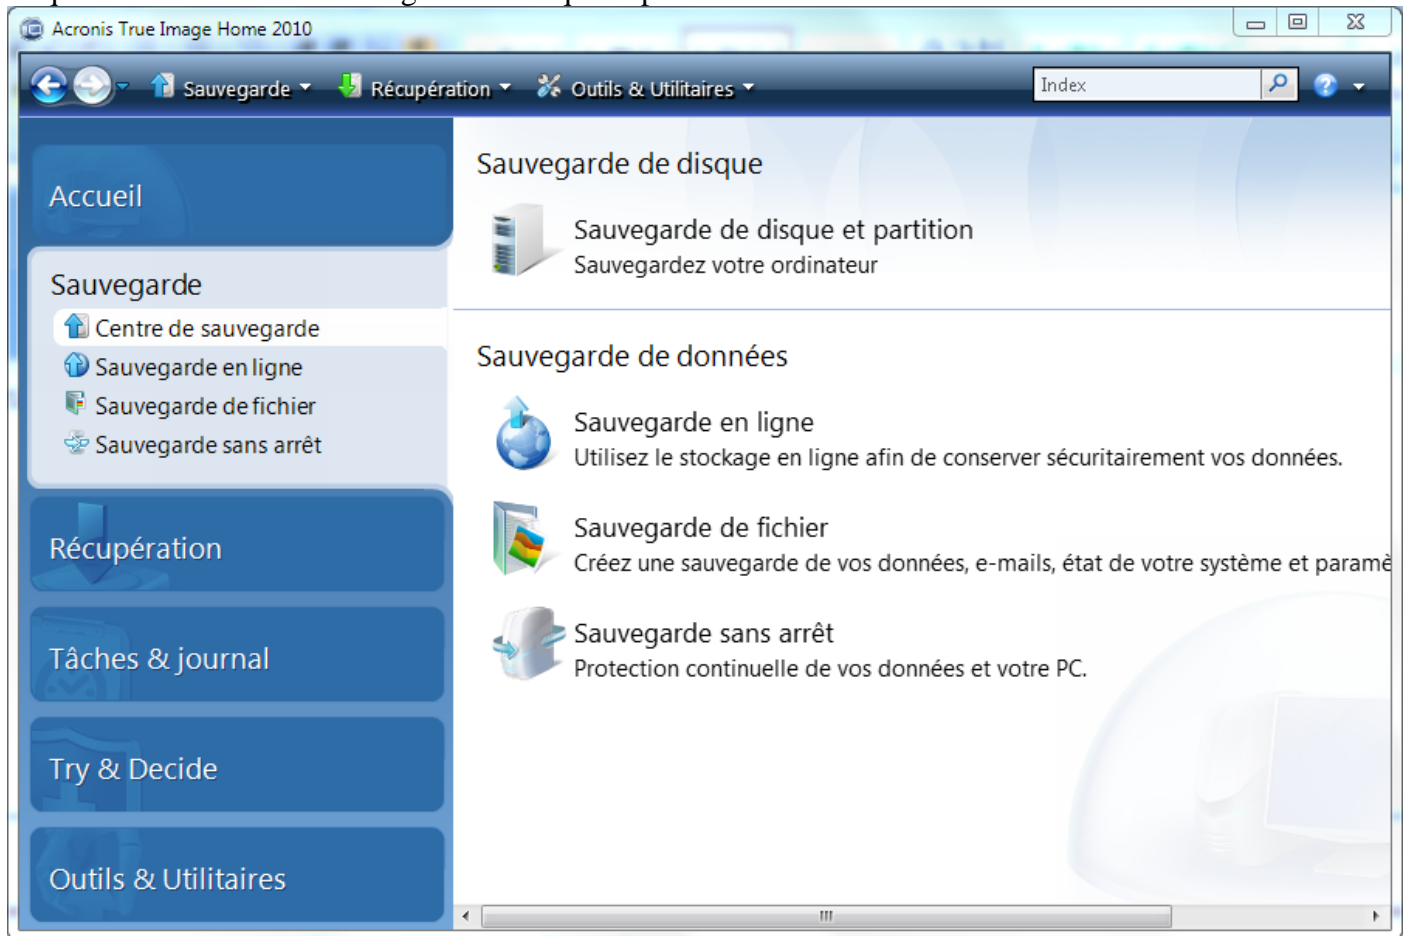 Acronis True Image Home 2010
Sauvegarde Récupération Outils & Utilitaires Index
Accueil
Sauvegarde
Centre de sauvegarde
Sauvegarde en ligne
Sauvegarde de fichier
Sauvegarde sans arrêt
Récupération
Tâches & journal
Try & Decide
Outils & Utilitaires
Sauvegarde de disque
Sauvegarde de disque et partition
Sauvegardez votre ordinateur
Sauvegarde de données
Sauvegarde en ligne
Utilisez le stockage en ligne afin de conserver sécuritairement vos données.
Sauvegarde de fichier
Créez une sauvegarde de vos données, e-mails, état de votre système et paramè
Sauvegarde sans arrêt
Protection continuelle de vos données et votre PC.